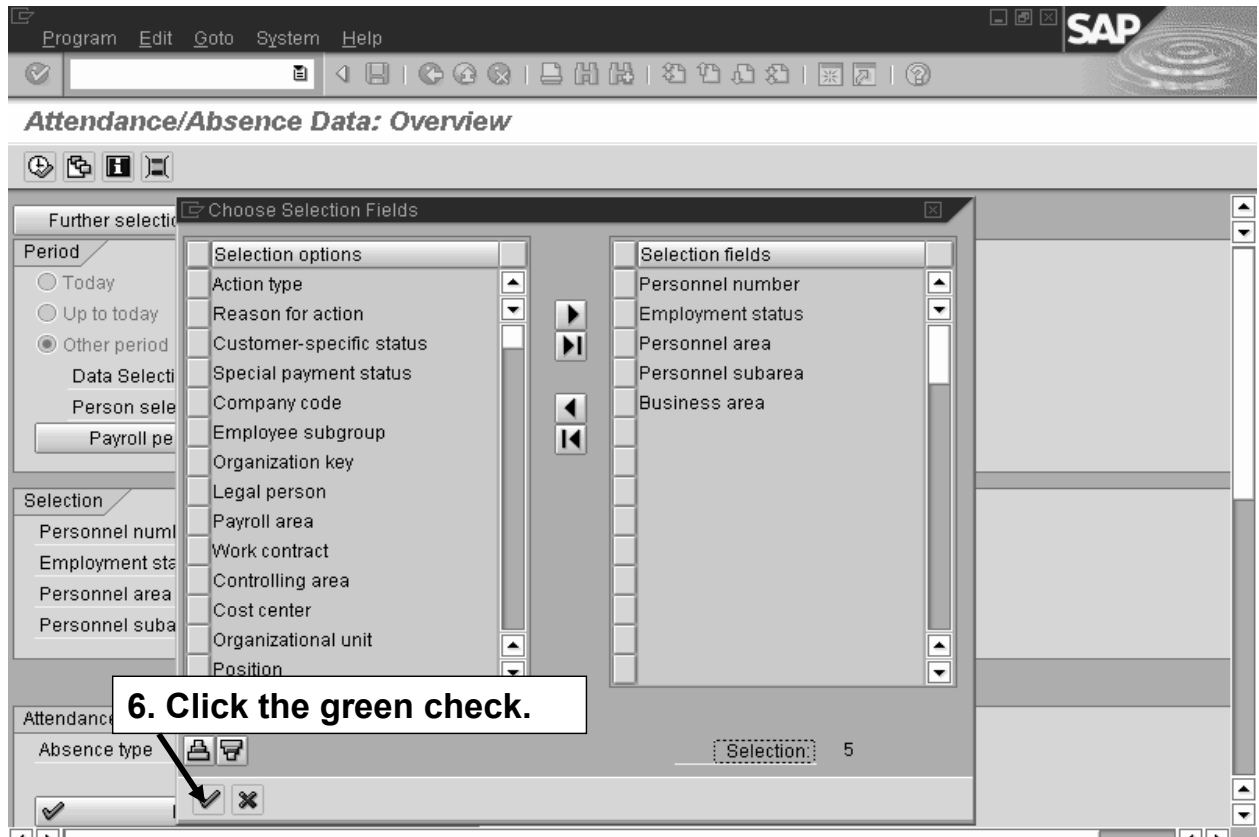 Program Edit Goto System Help
SAP
Attendance/Absence Data: Overview
Further selectio
Choose Selection Fields
Period
Today
Up to today
Other period
Data Selecti
Person sele
Payroll pe
Selection options
Action type
Reason for action
Customer-specific status
Special payment status
Company code
Employee subgroup
Organization key
Legal person
Payroll area
Work contract
Controlling area
Cost center
Organizational unit
Position
Selection fields
Personnel number
Employment status
Personnel area
Personnel subarea
Business area
Selection
Personnel num
Employment sta
Personnel area
Personnel suba
6. Click the green check.
Attendance
Absence type
Selection: 5